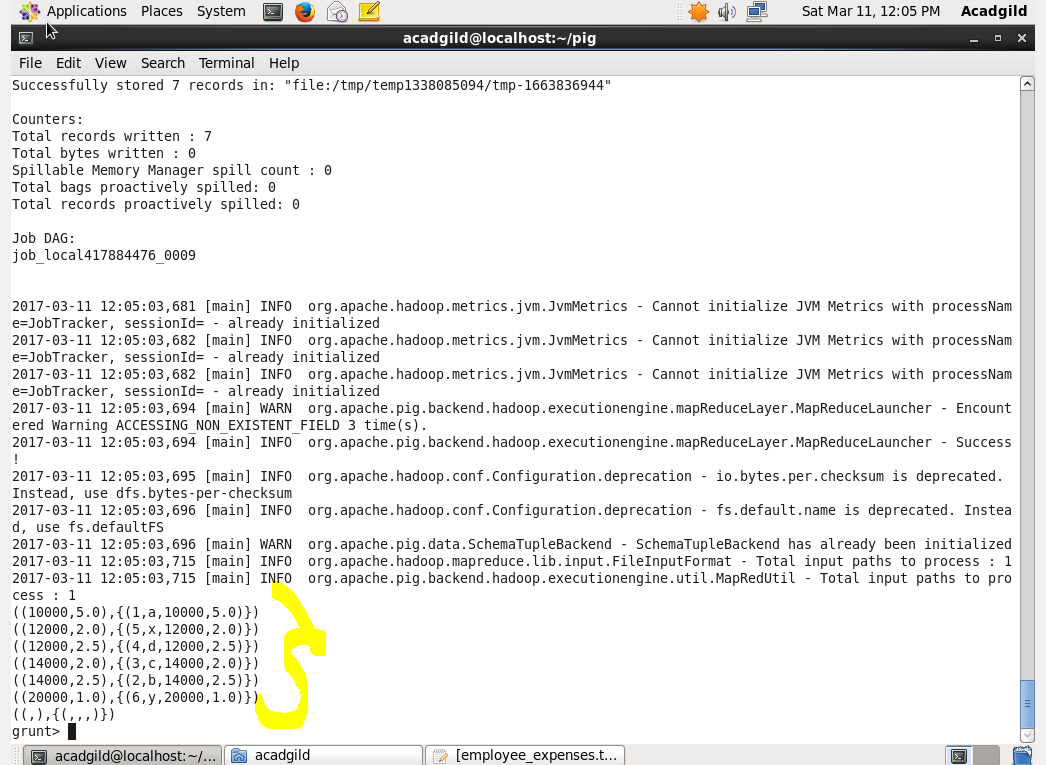 Applications Places System Sat Mar 11, 12:05 PM Acadgild
acadgild@localhost:~/pig
File Edit View Search Terminal Help
Successfully stored 7 records in: "file:/tmp/temp1338085094/tmp-1663836944"
Counters:
Total records written : 7
Total bytes written : 0
Spillable Memory Manager spill count : 0
Total bags proactively spilled: 0
Total records proactively spilled: 0
Job DAG:
job_local417884476_0009
2017-03-11 12:05:03,681 [main] INFO  org.apache.hadoop.metrics.jvm.JvmMetrics - Cannot initialize JVM Metrics with processNam
e=JobTracker, sessionId= - already initialized
2017-03-11 12:05:03,682 [main] INFO  org.apache.hadoop.metrics.jvm.JvmMetrics - Cannot initialize JVM Metrics with processNam
e=JobTracker, sessionId= - already initialized
2017-03-11 12:05:03,682 [main] INFO  org.apache.hadoop.metrics.jvm.JvmMetrics - Cannot initialize JVM Metrics with processNam
e=JobTracker, sessionId= - already initialized
2017-03-11 12:05:03,694 [main] WARN  org.apache.pig.backend.hadoop.executionengine.mapReduceLayer.MapReduceLauncher - Encount
ered Warning ACCESSING_NON_EXISTENT_FIELD 3 time(s).
2017-03-11 12:05:03,694 [main] INFO  org.apache.pig.backend.hadoop.executionengine.mapReduceLayer.MapReduceLauncher - Success
!
2017-03-11 12:05:03,695 [main] INFO  org.apache.hadoop.conf.Configuration.deprecation - io.bytes.per.checksum is deprecated.
Instead, use dfs.bytes-per-checksum
2017-03-11 12:05:03,696 [main] INFO  org.apache.hadoop.conf.Configuration.deprecation - fs.default.name is deprecated. Instea
d, use fs.defaultFS
2017-03-11 12:05:03,696 [main] WARN  org.apache.pig.data.SchemaTupleBackend - SchemaTupleBackend has already been initialized
2017-03-11 12:05:03,715 [main] INFO  org.apache.hadoop.mapreduce.lib.input.FileInputFormat - Total input paths to process : 1
2017-03-11 12:05:03,715 [main] INFO  org.apache.pig.backend.hadoop.executionengine.util.MapRedUtil - Total input paths to pro
cess : 1
((10000,5.0),{(1,a,10000,5.0)})
((12000,2.0),{(5,x,12000,2.0)})
((12000,2.5),{(4,d,12000,2.5)})
((14000,2.0),{(3,c,14000,2.0)})
((14000,2.5),{(2,b,14000,2.5)})
((20000,1.0),{(6,y,20000,1.0)})
((,),{(,,,)})
grunt>
acadgild@localhost:~/... acadgild [employee_expenses.t...